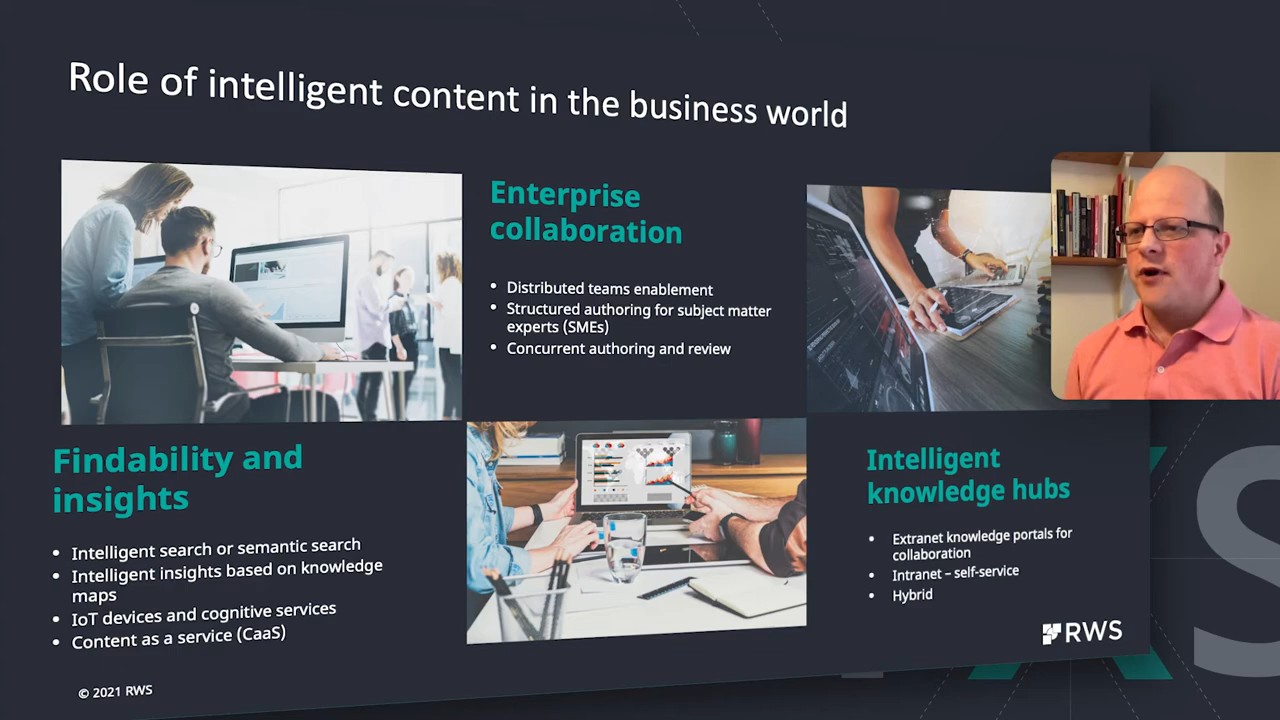 Role of intelligent content in the business world
Enterprise
collaboration
• Distributed teams enablement
• Structured authoring for subject matter
experts (SMEs)
• Concurrent authoring and review
Findability and
insights
• Intelligent search or semantic search
• Intelligent insights based on knowledge
maps
• IoT devices and cognitive services
• Content as a service (CaaS)
Intelligent
knowledge hubs
• Extranet knowledge portals for
collaboration
• Intranet – self-service
• Hybrid
RWS
© 2021 RWS